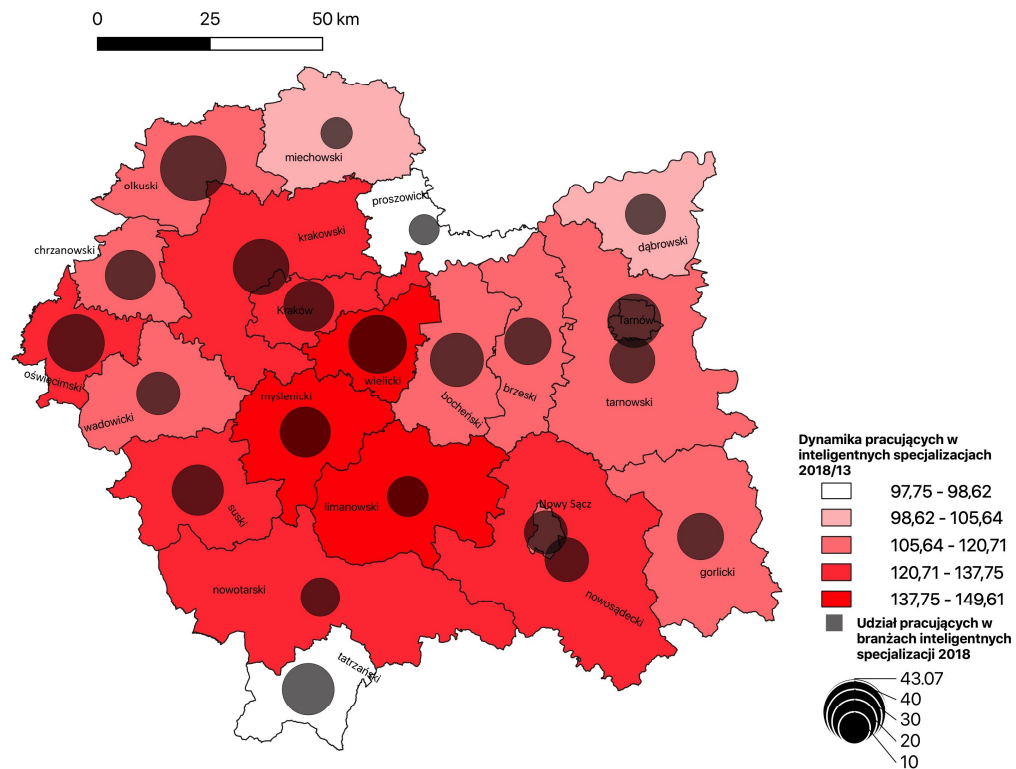 0 25 50 km
miechowski
olkuski
proszowicki
krakowski
dąbrowski
chrzanowski
Kraków
Tarnów
oświęcimski
wielicki
brzeski
myślenicki
bocheński
tarnowski
wadowicki
limanowski
Nowy Sącz
suski
gorlicki
nowotarski
nowosądecki
tatrzański
Dynamika pracujących w
inteligentnych specjalizacjach
2018/13
97,75 - 98,62
98,62 - 105,64
105,64 - 120,71
120,71 - 137,75
137,75 - 149,61
Udział pracujących w
branżach inteligentnych
specjalizacji 2018
43.07
40
30
20
10